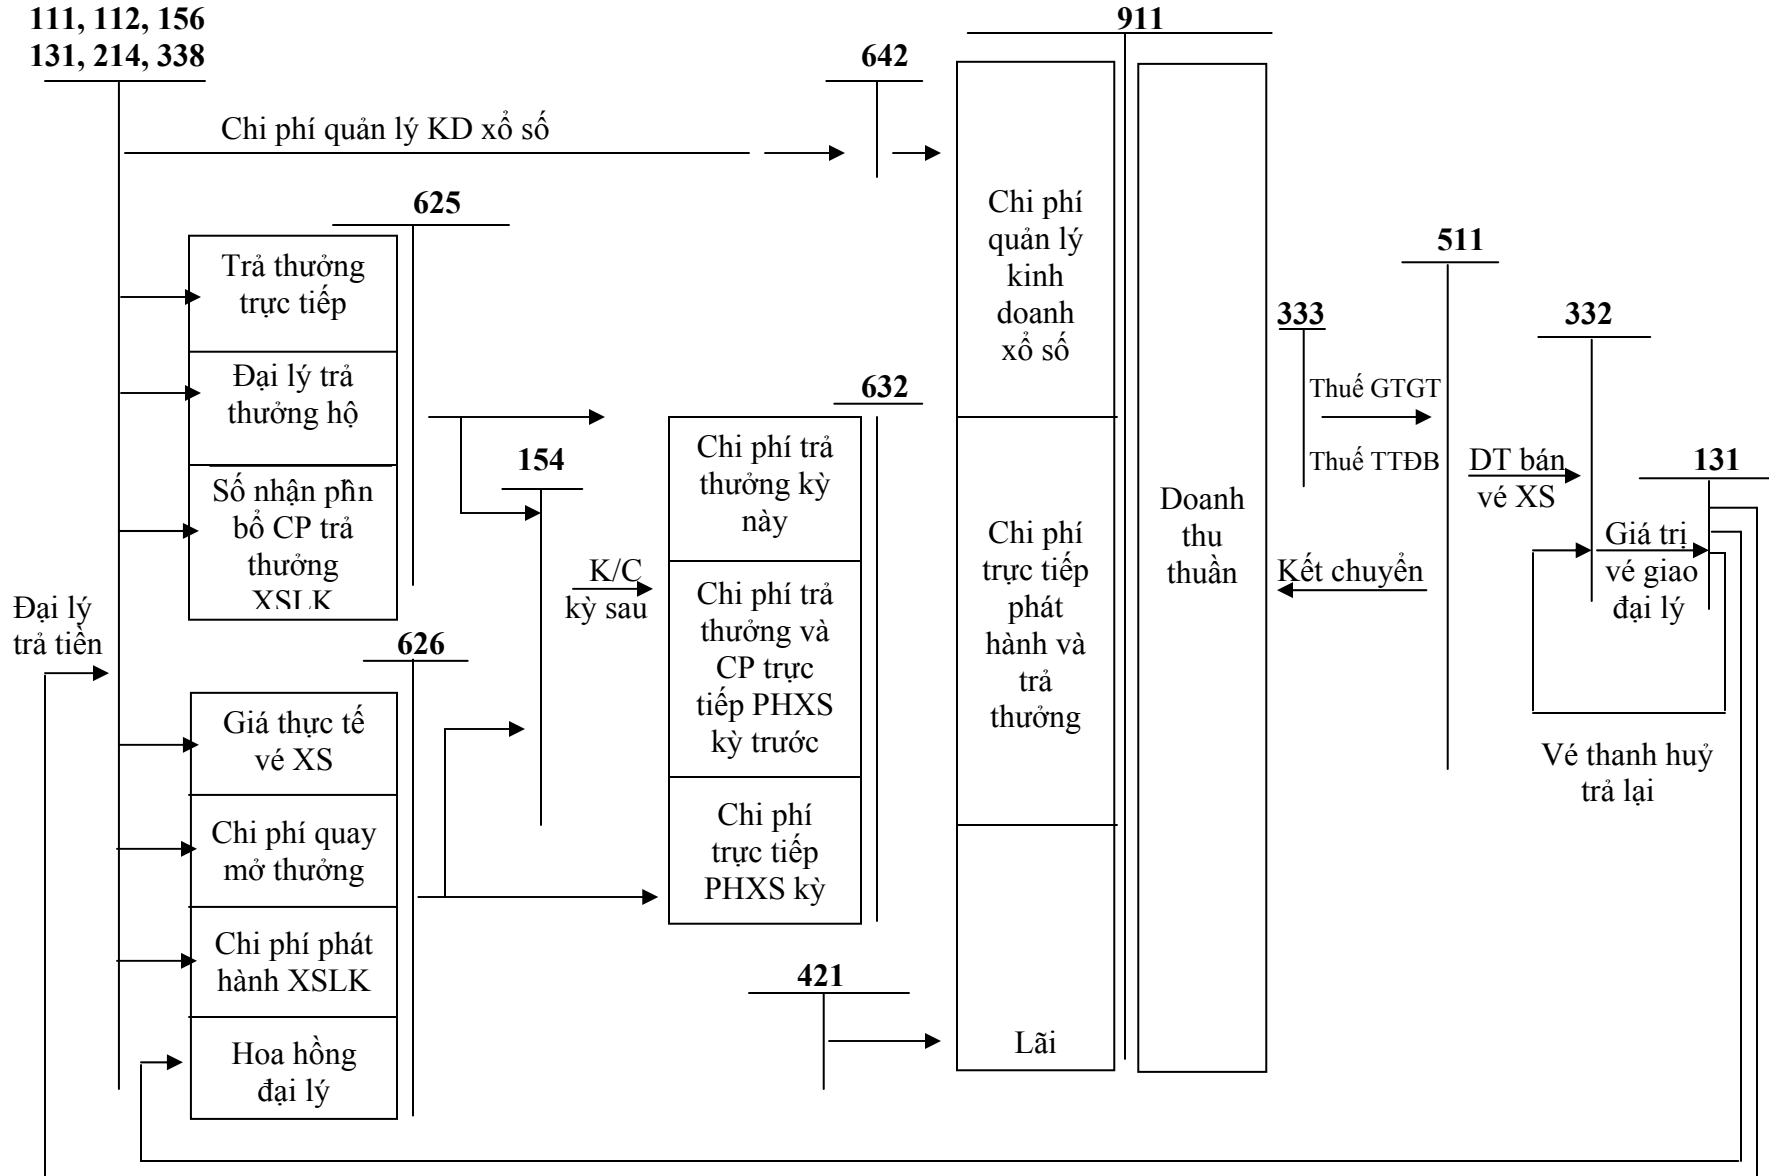 111, 112, 156
131, 214, 338
911
642
Chi phí quản lý KD xổ số
625
Trả thưởng
trực tiếp
Đại lý trả
thưởng hộ
Số nhận phìn
bổ CP trả
thưởng
XSLK
Đại lý
trả tiền
626
Giá thực tế
vé XS
Chi phí quay
mở thưởng
Chi phí phát
hành XSLK
Hoa hồng
đại lý
154
K/C
kỳ sau
632
Chi phí trả
thưởng kỳ
này
Chi phí trả
thưởng và
CP trực
tiếp PHXS
kỳ trước
Chi phí
trực tiếp
PHXS kỳ
421
Chi phí
quản lý
kinh
doanh
xổ số
Chi phí
trực tiếp
phát
hành và
trả
thưởng
Lãi
Doanh
thu
thuần
333
Thuế GTGT
Thuế TTĐB
Kết chuyển
511
DT bán
vé XS
332
Giá trị
vé giao
đại lý
131
Vé thanh huỷ
trả lại